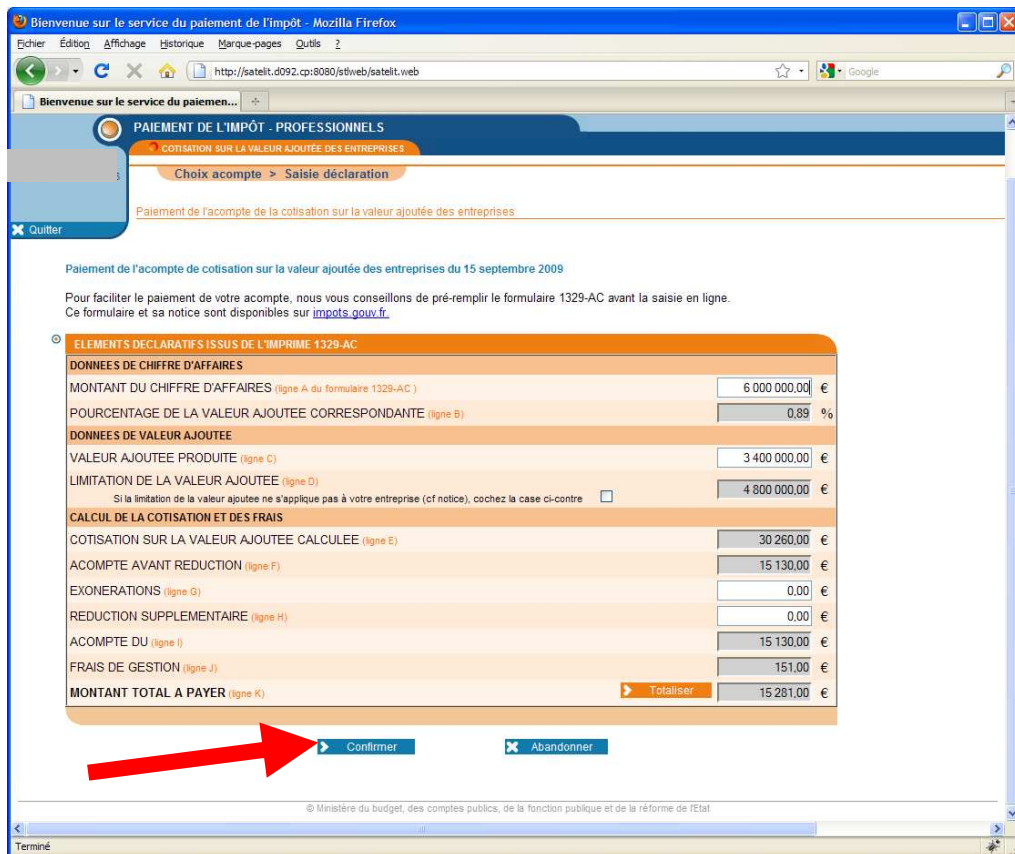 Bienvenue sur le service du paiement de l'impôt - Mozilla Firefox
Fichier Édition Affichage Historique Marque-pages Outils ?
http://satelit.d092.cp:8080/stlweb/satelit.web
Google
Bienvenue sur le service du paiemen...
PAIEMENT DE L'IMPÔT - PROFESSIONNELS
COTISATION SUR LA VALEUR AJOUTÉE DES ENTREPRISES
Choix acompte > Saisie déclaration
Paiement de l'acompte de la cotisation sur la valeur ajoutée des entreprises
Quitter
Paiement de l'acompte de cotisation sur la valeur ajoutée des entreprises du 15 septembre 2009
Pour faciliter le paiement de votre acompte, nous vous conseillons de pré-remplir le formulaire 1329-AC avant la saisie en ligne.
Ce formulaire et sa notice sont disponibles sur impots.gouv.fr.
ELEMENTS DECLARATIFS ISSUS DE L'IMPRIME 1329-AC
DONNEES DE CHIFFRE D'AFFAIRES
MONTANT DU CHIFFRE D'AFFAIRES (ligne A du formulaire 1329-AC ) 6 000 000,00 €
POURCENTAGE DE LA VALEUR AJOUTEE CORRESPONDANTE (ligne B) 0,89 %
DONNEES DE VALEUR AJOUTEE
VALEUR AJOUTEE PRODUITE (ligne C) 3 400 000,00 €
LIMITATION DE LA VALEUR AJOUTEE (ligne D) 4 800 000,00 €
Si la limitation de la valeur ajoutee ne s'applique pas à votre entreprise (cf notice), cochez la case ci-contre
CALCUL DE LA COTISATION ET DES FRAIS
COTISATION SUR LA VALEUR AJOUTEE CALCULEE (ligne E) 30 260,00 €
ACOMPTE AVANT REDUCTION (ligne F) 15 130,00 €
EXONERATIONS (ligne G) 0,00 €
REDUCTION SUPPLEMENTAIRE (ligne H) 0,00 €
ACOMPTE DU (ligne I) 15 130,00 €
FRAIS DE GESTION (ligne J) 151,00 €
MONTANT TOTAL A PAYER (ligne K) Totaliser 15 281,00 €
Confirmer Abandonner
© Ministère du budget, des comptes publics, de la fonction publique et de la réforme de l'Etat
Terminé